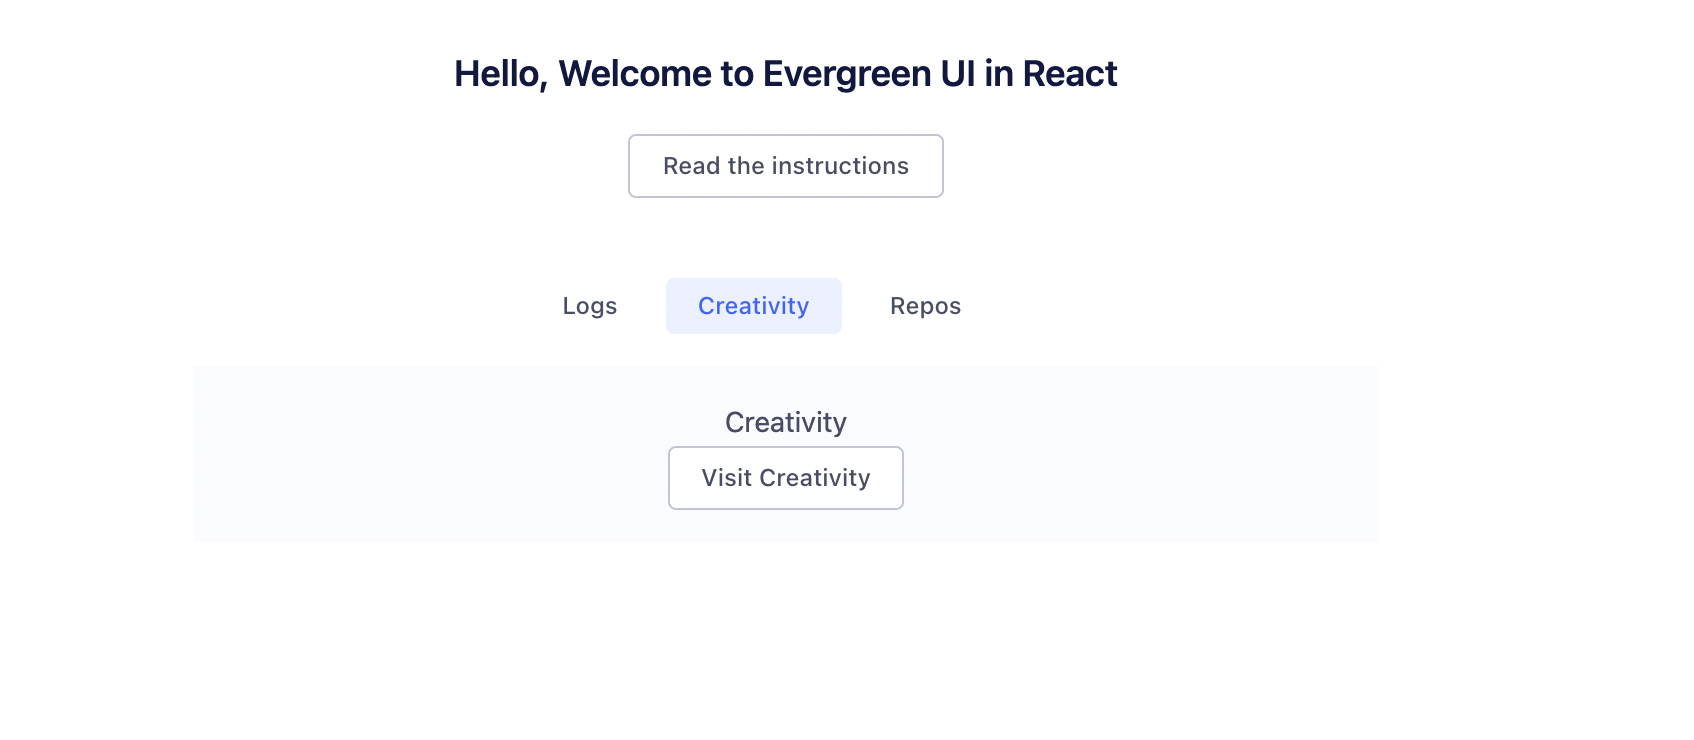 Hello, Welcome to Evergreen UI in React
Read the instructions
Logs Creativity Repos
Creativity
Visit Creativity